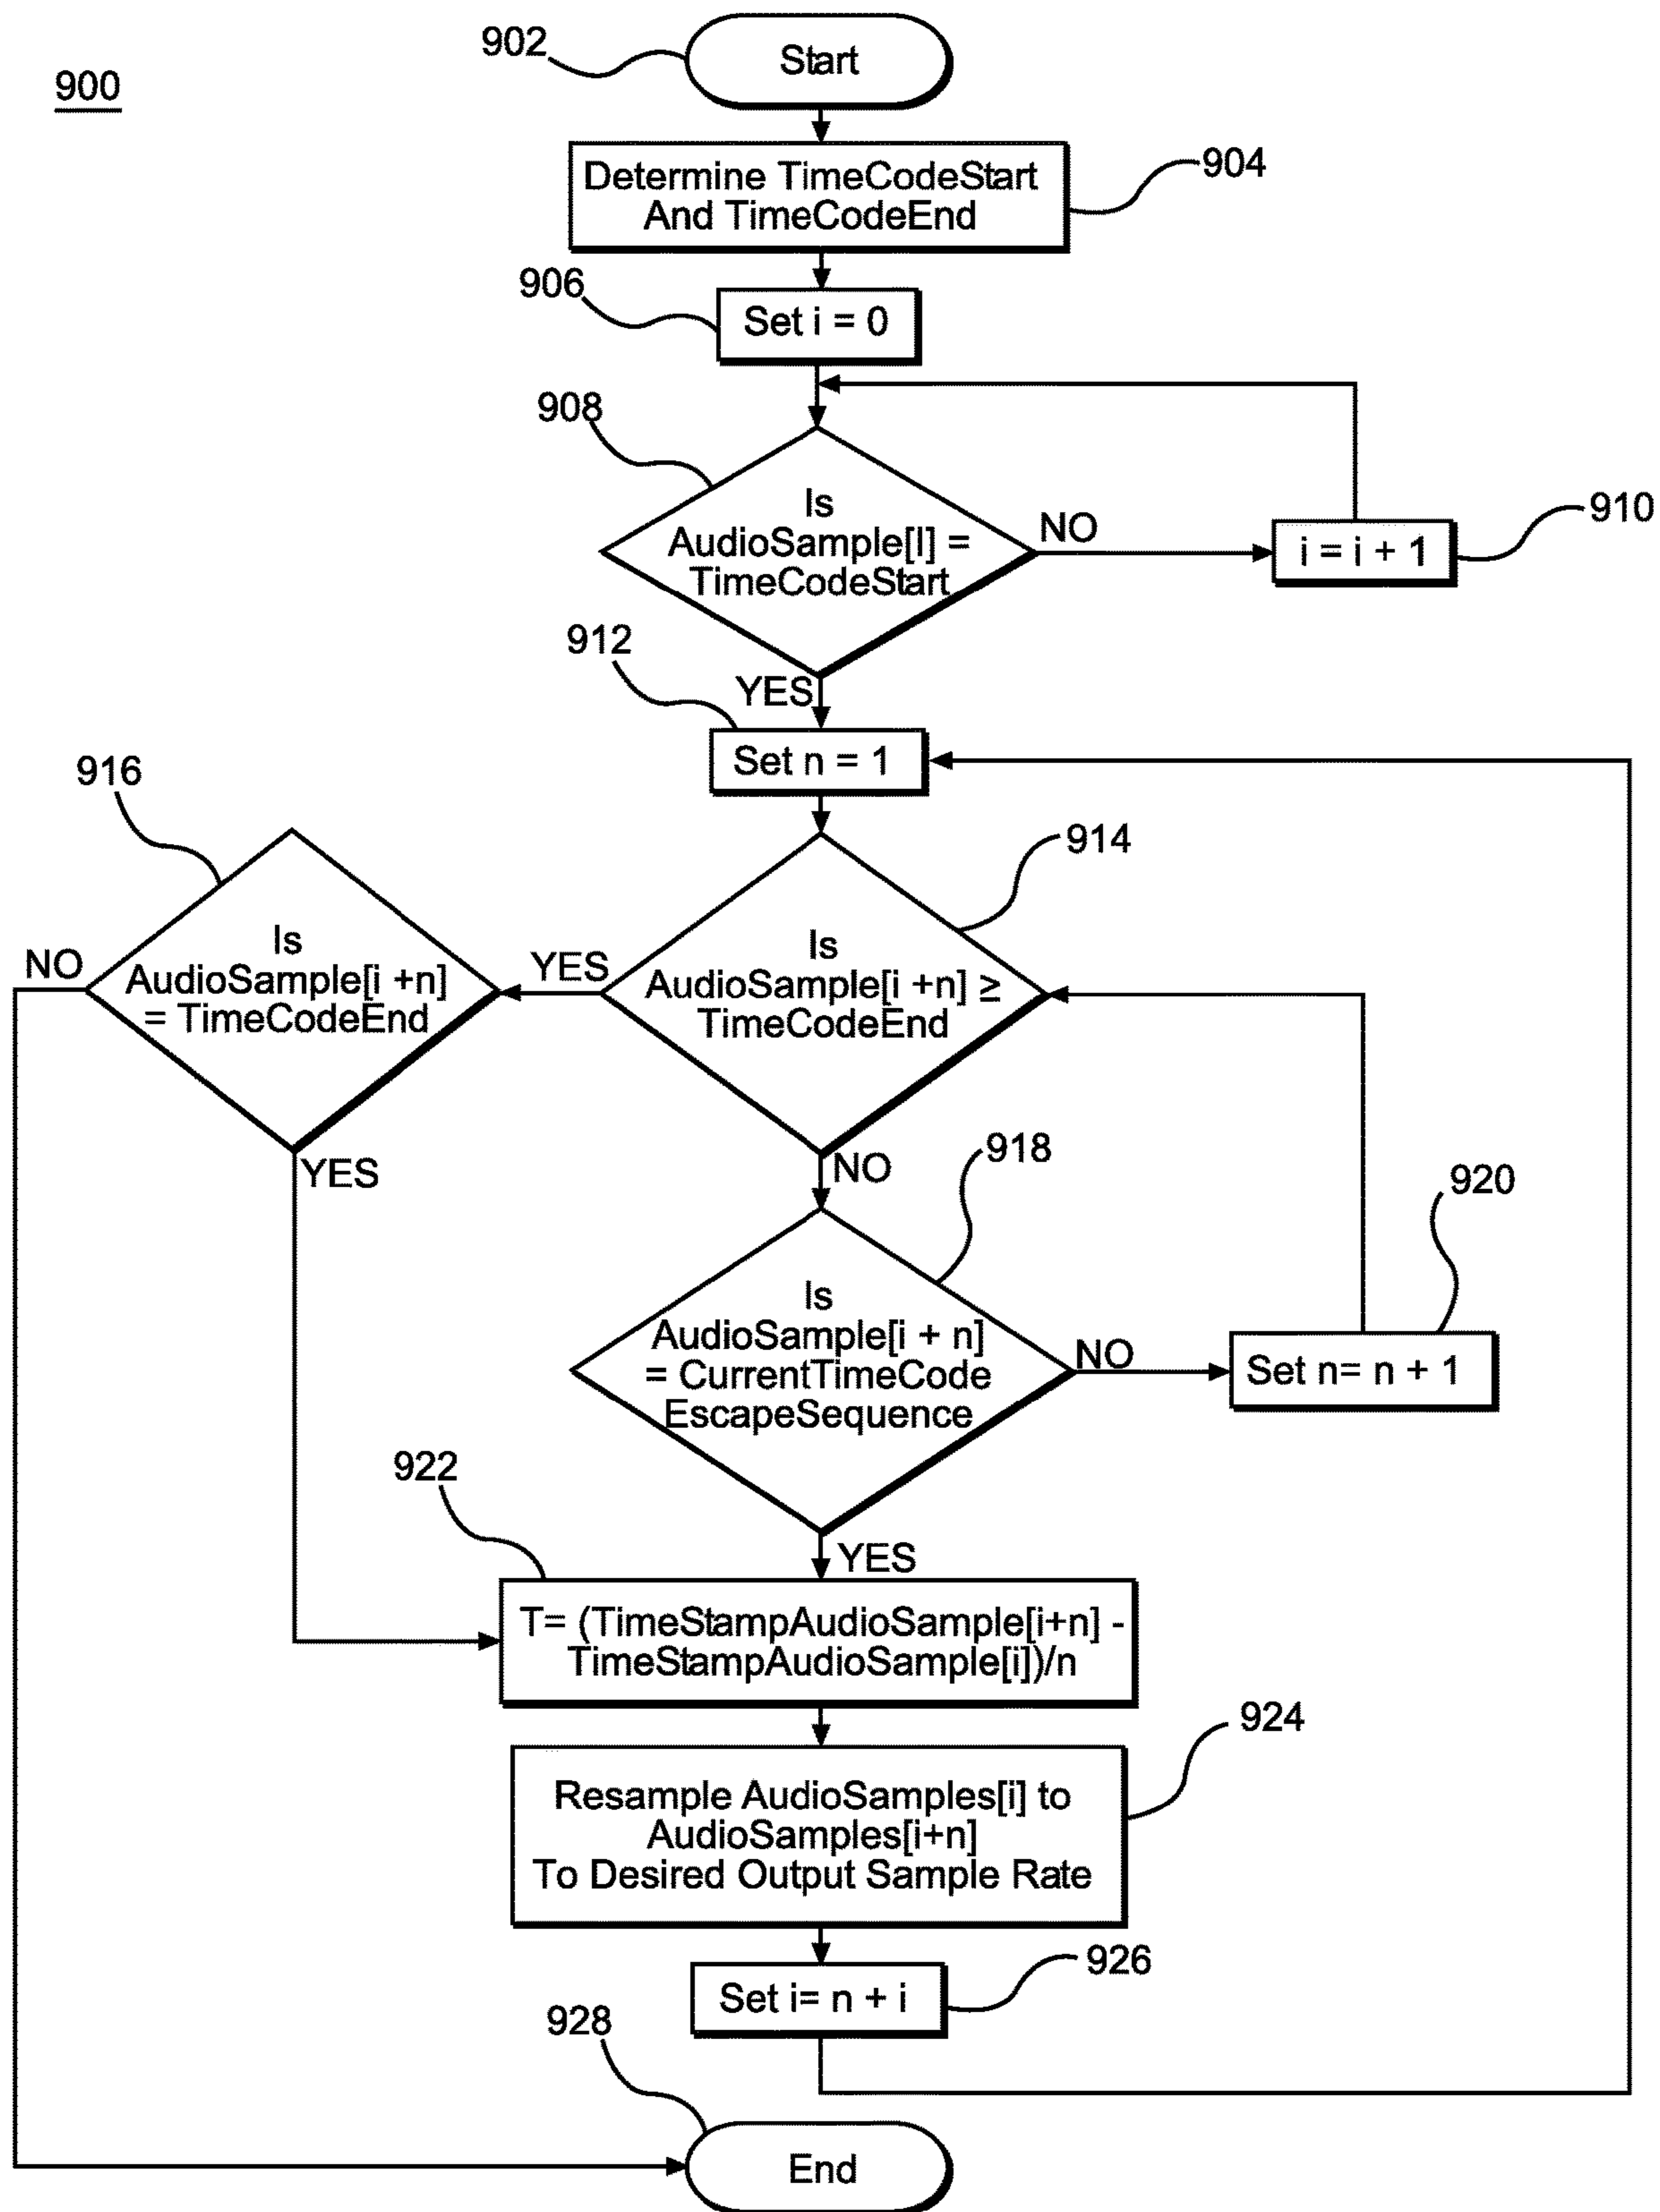 900
902
Start
904
Determine TimeCodeStart
And TimeCodeEnd
906
Set i = 0
908
Is
AudioSample[I] =
TimeCodeStart
NO
910
i = i + 1
YES
912
Set n = 1
914
Is
AudioSample[i +n] ≥
TimeCodeEnd
YES
916
Is
AudioSample[i +n]
= TimeCodeEnd
NO
YES
NO
918
Is
AudioSample[i + n]
= CurrentTimeCode
EscapeSequence
NO
920
Set n= n + 1
YES
922
T= (TimeStampAudioSample[i+n] -
TimeStampAudioSample[i])/n
924
Resample AudioSamples[i] to
AudioSamples[i+n]
To Desired Output Sample Rate
926
Set i= n + i
928
End